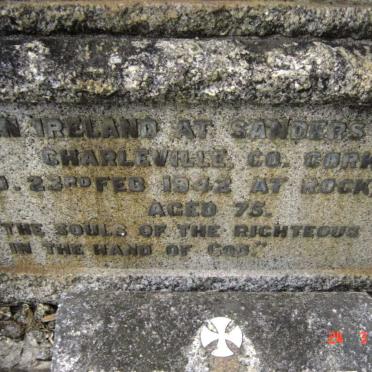 N IRELAND AT SANDERS
CHARLEVILLE, CO. CORK
. 23RD FEB 1942 AT ROCK
AGED 75.
THE SOULS OF THE RIGHTEOUS
IN THE HAND OF GOD."